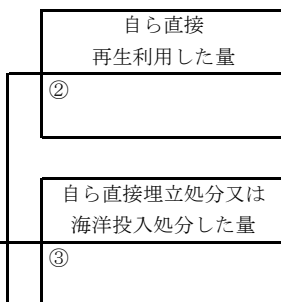 自ら直接
再生利用した量
②
自ら直接埋立処分又は
海洋投入処分した量
③